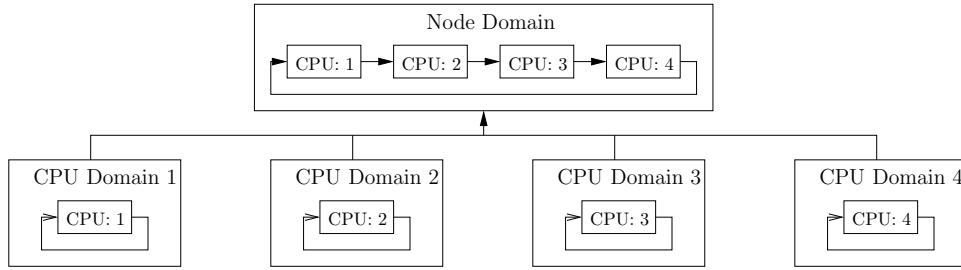 Node Domain
CPU: 1 CPU: 2 CPU: 3 CPU: 4
CPU Domain 1 CPU Domain 2 CPU Domain 3 CPU Domain 4
CPU: 1 CPU: 2 CPU: 3 CPU: 4